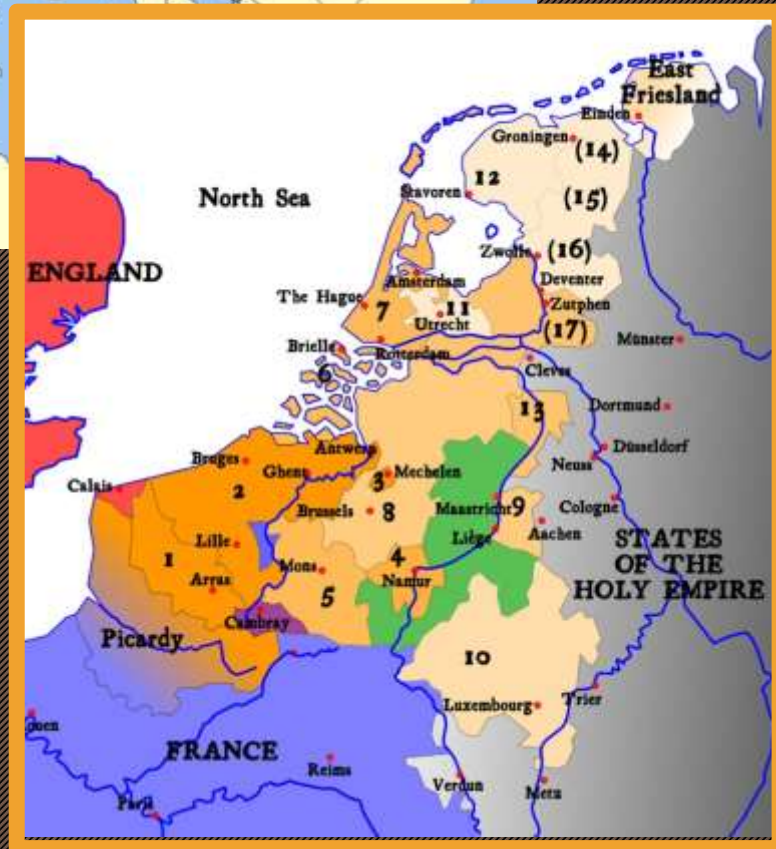 East
Friesland
Einden
Groningen
(14)
12
Stavoren
(15)
North Sea
Zwolle
(16)
ENGLAND
Amsterdam
Deventer
The Hague
11
Zutphen
7
Utrecht
(17)
Brielle
Rotterdam
Münster
6
Cleves
13
Dortmund
Antwerp
Düsseldorf
Bruges
Ghent
Mechelen
Neuss
Calais
2
3
Maastricht
9
Cologne
Brussels
8
Aachen
Lille
Liège
STATES
OF THE
HOLY EMPIRE
1
Mons
4
Arras
5
Namur
Cambray
Picardy
10
Trier
Luxembourg
ouen
FRANCE
Reims
Verdun
Metz
Paris